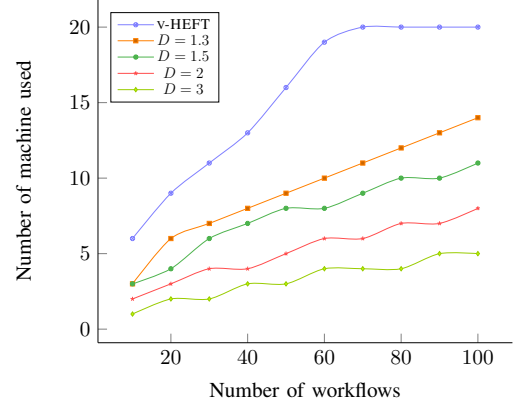 20
15
10
5
0
Number of machine used
v-HEFT
D = 1.3
D = 1.5
D = 2
D = 3
20
40
60
80
100
Number of workflows